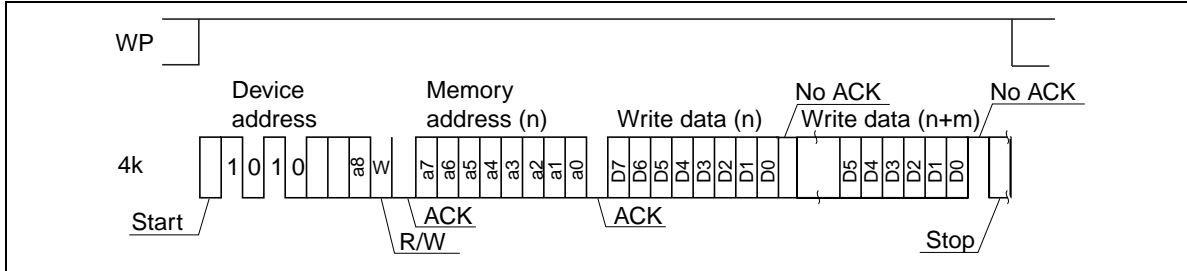 WP
Device address
Memory address (n)
Write data (n)
No ACK
Write data (n+m)
No ACK
4k
1 0 1 0 a8 W
a7 a6 a5 a4 a3 a2 a1 a0
D7 D6 D5 D4 D3 D2 D1 D0
D5 D4 D3 D2 D1 D0
Start
R/W
ACK
ACK
Stop